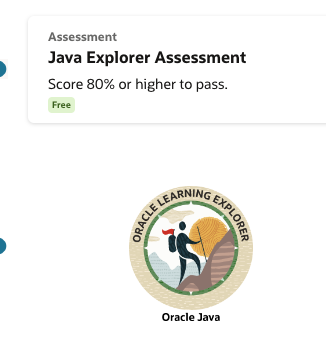 Assessment
Java Explorer Assessment
Score 80% or higher to pass.
Free
ORACLE LEARNING EXPLORER
Oracle Java